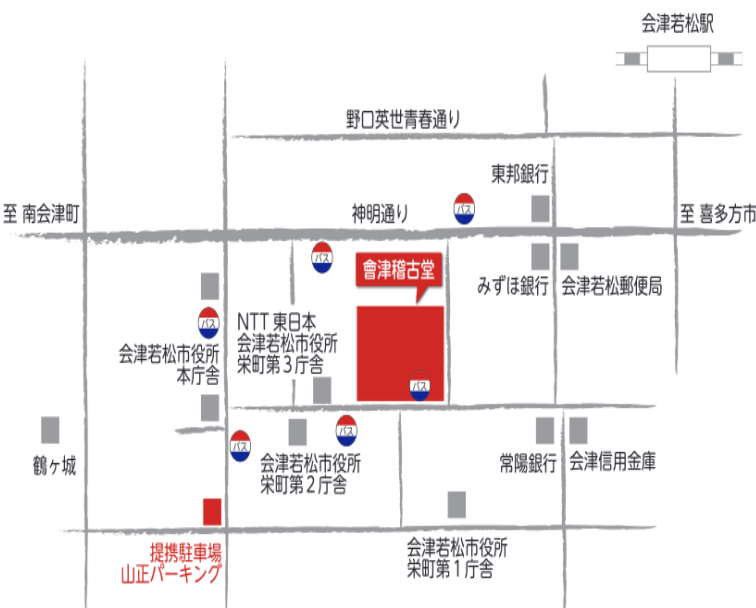 会津若松駅
野口英世青春通り
東邦銀行
至 南会津町
神明通り
バス
至 喜多方市
バス
會津稽古堂
みずほ銀行
会津若松郵便局
バス
NTT 東日本
会津若松市役所
栄町第3庁舎
会津若松市役所
本庁舎
バス
鶴ヶ城
バス
バス
会津若松市役所
栄町第2庁舎
常陽銀行
会津信用金庫
提携駐車場
山正パーキング
会津若松市役所
栄町第1庁舎